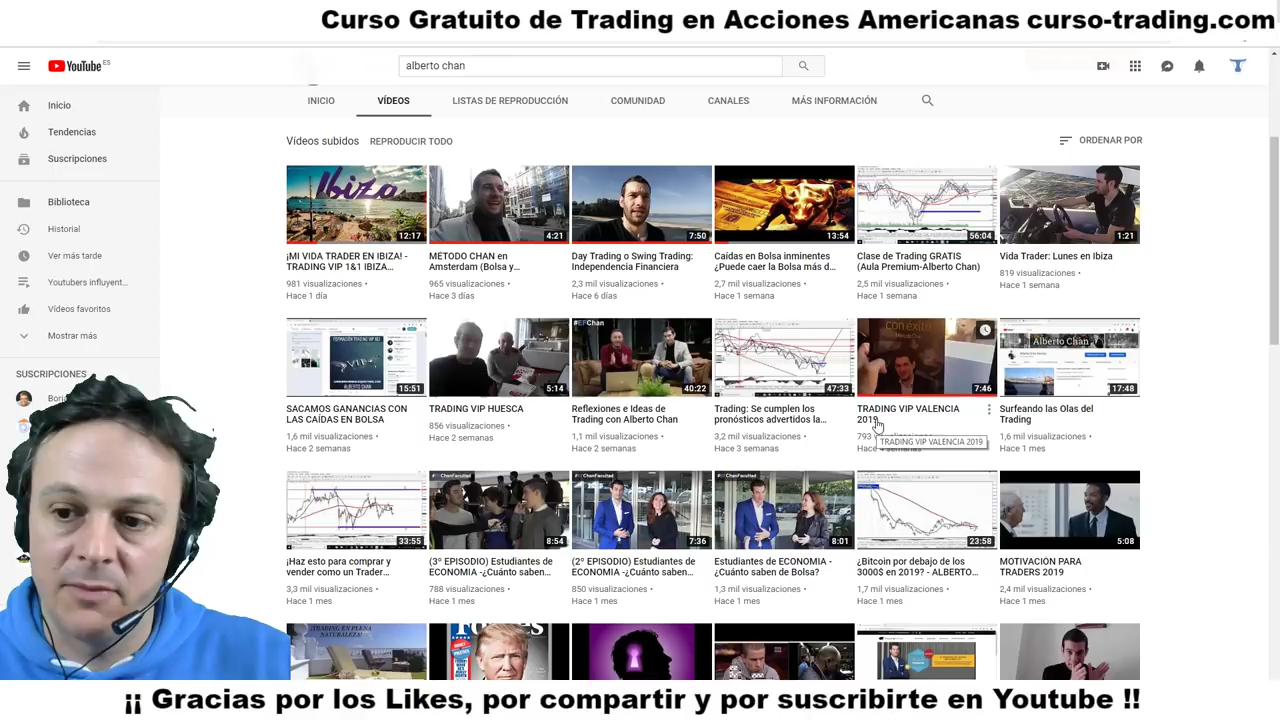 Curso Gratuito de Trading en Acciones Americanas curso-trading.com
YouTube ES
alberto chan
INICIO VÍDEOS LISTAS DE REPRODUCCIÓN COMUNIDAD CANALES MÁS INFORMACIÓN
Inicio
Tendencias
Suscripciones
Biblioteca
Historial
Ver más tarde
Youtubers influyent...
Vídeos favoritos
Mostrar más
SUSCRIPCIONES
Vídeos subidos REPRODUCIR TODO
ORDENAR POR
Ibiza
12:17
4:21
7:50
13:54
56:04
1:21
¡MI VIDA TRADER EN IBIZA! -
TRADING VIP 1&1 IBIZA...
981 visualizaciones •
Hace 1 día
MÉTODO CHAN en
Amsterdam (Bolsa y...
965 visualizaciones •
Hace 3 días
Day Trading o Swing Trading:
Independencia Financiera
2,3 mil visualizaciones •
Hace 6 días
Caídas en Bolsa inminentes
¿Puede caer la Bolsa más d...
2,7 mil visualizaciones •
Hace 1 semana
Clase de Trading GRATIS
(Aula Premium-Alberto Chan)
2,5 mil visualizaciones •
Hace 1 semana
Vida Trader: Lunes en Ibiza
819 visualizaciones •
Hace 1 semana
15:51
5:14
#EFChan
40:22
47:33
con éxito
7:46
Alberto Chan
17:48
SACAMOS GANANCIAS CON
LAS CAÍDAS EN BOLSA
1,6 mil visualizaciones •
Hace 2 semanas
TRADING VIP HUESCA
856 visualizaciones •
Hace 2 semanas
Reflexiones e Ideas de
Trading con Alberto Chan
1,1 mil visualizaciones •
Hace 2 semanas
Trading: Se cumplen los
pronósticos advertidos la...
3,2 mil visualizaciones •
Hace 3 semanas
TRADING VIP VALENCIA
2019
793
TRADING VIP VALENCIA 2019
Surfeando las Olas del
Trading
1,6 mil visualizaciones •
Hace 1 mes
33:55
8:54
7:36
8:01
23:58
5:08
¡Haz esto para comprar y
vender como un Trader...
3,3 mil visualizaciones •
Hace 1 mes
(3º EPISODIO) Estudiantes de
ECONOMIA -¿Cuánto saben...
788 visualizaciones •
Hace 1 mes
(2º EPISODIO) Estudiantes de
ECONOMIA -¿Cuánto saben...
850 visualizaciones •
Hace 1 mes
Estudiantes de ECONOMIA -
¿Cuánto saben de Bolsa?
1,3 mil visualizaciones •
Hace 1 mes
¿Bitcoin por debajo de los
3000$ en 2019? - ALBERTO...
1,7 mil visualizaciones •
Hace 1 mes
MOTIVACION PARA
TRADERS 2019
2,4 mil visualizaciones •
Hace 1 mes
¡¡ Gracias por los Likes, por compartir y por suscribirte en Youtube !!